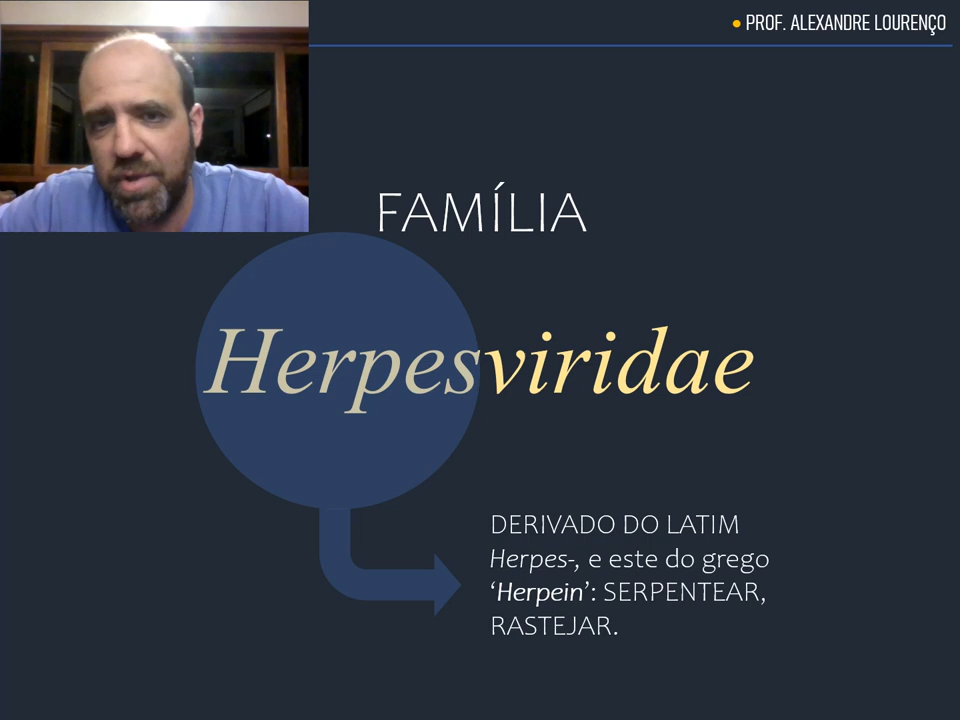 • PROF. ALEXANDRE LOURENÇO
FAMÍLIA
Herpesviridae
DERIVADO DO LATIM
Herpes-, e este do grego
‘Herpein’: SERPENTEAR,
RASTEJAR.